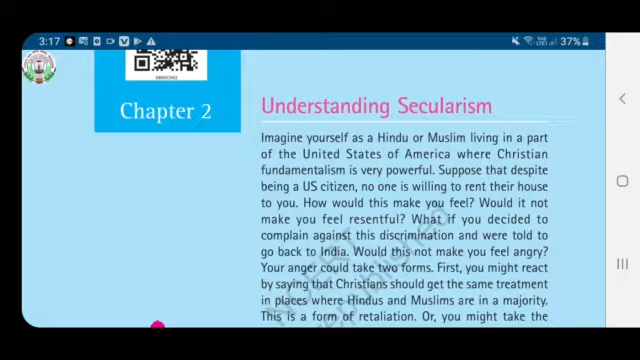 3:17
37%
0860CH02
Chapter 2
Understanding Secularism
Imagine yourself as a Hindu or Muslim living in a part
of the United States of America where Christian
fundamentalism is very powerful. Suppose that despite
being a US citizen, no one is willing to rent their house
to you. How would this make you feel? Would it not
make you feel resentful? What if you decided to
complain against this discrimination and were told to
go back to India. Would this not make you feel angry?
Your anger could take two forms. First, you might react
by saying that Christians should get the same treatment
in places where Hindus and Muslims are in a majority.
This is a form of retaliation. Or, you might take the
NCERT
republished